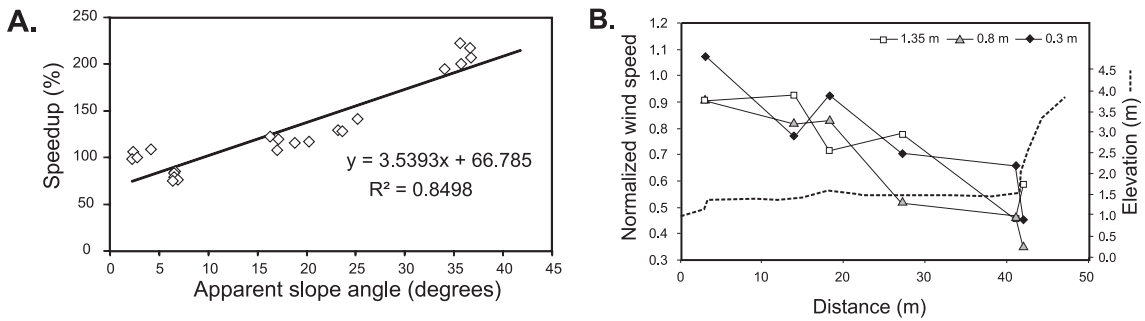 A.
250
200
150
100
50
0
Speedup (%)
y = 3.5393x + 66.785
R² = 0.8498
0 5 10 15 20 25 30 35 40 45
Apparent slope angle (degrees)
B.
1.2
1.1
1.0
0.9
0.8
0.7
0.6
0.5
0.4
0.3
Normalized wind speed
1.35 m 0.8 m 0.3 m
4.5
4.0
3.5
3.0
2.5
2.0
1.5
1.0
0.5
0.0
Elevation (m)
0 10 20 30 40 50
Distance (m)